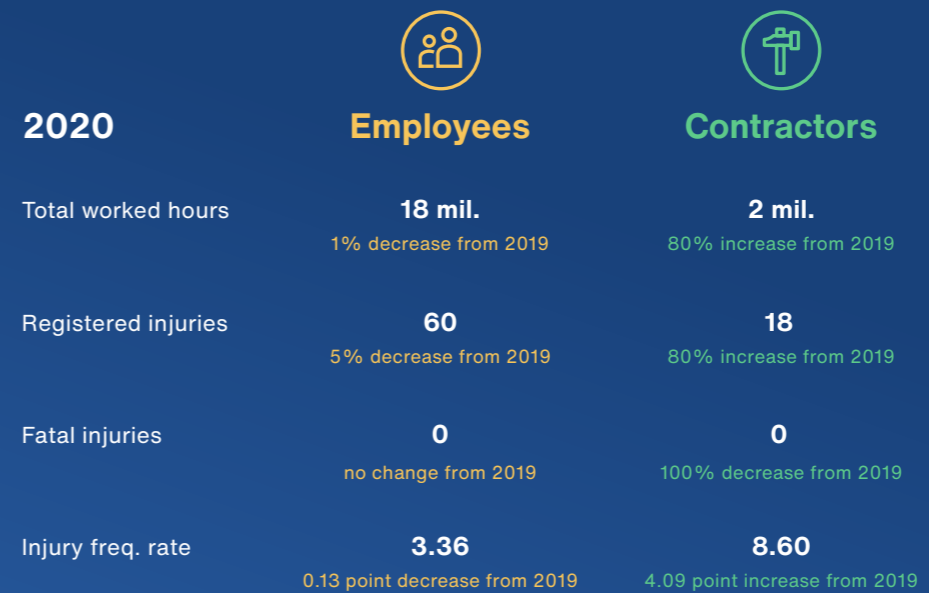 2020 Employees Contractors
Total worked hours 18 mil. 2 mil.
1% decrease from 2019 80% increase from 2019
Registered injuries 60 18
5% decrease from 2019 80% increase from 2019
Fatal injuries 0 0
no change from 2019 100% decrease from 2019
Injury freq. rate 3.36 8.60
0.13 point decrease from 2019 4.09 point increase from 2019